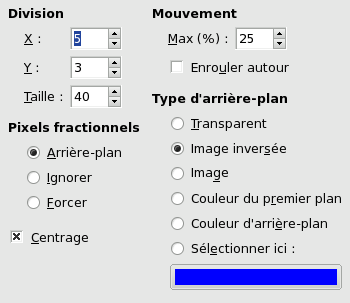 Division
X : 5
Y : 3
Taille : 40
Pixels fractionnels
Arrière-plan
Ignorer
Forcer
Centrage
Mouvement
Max (%) : 25
Enrouler autour
Type d'arrière-plan
Transparent
Image inversée
Image
Couleur du premier plan
Couleur d'arrière-plan
Sélectionner ici :